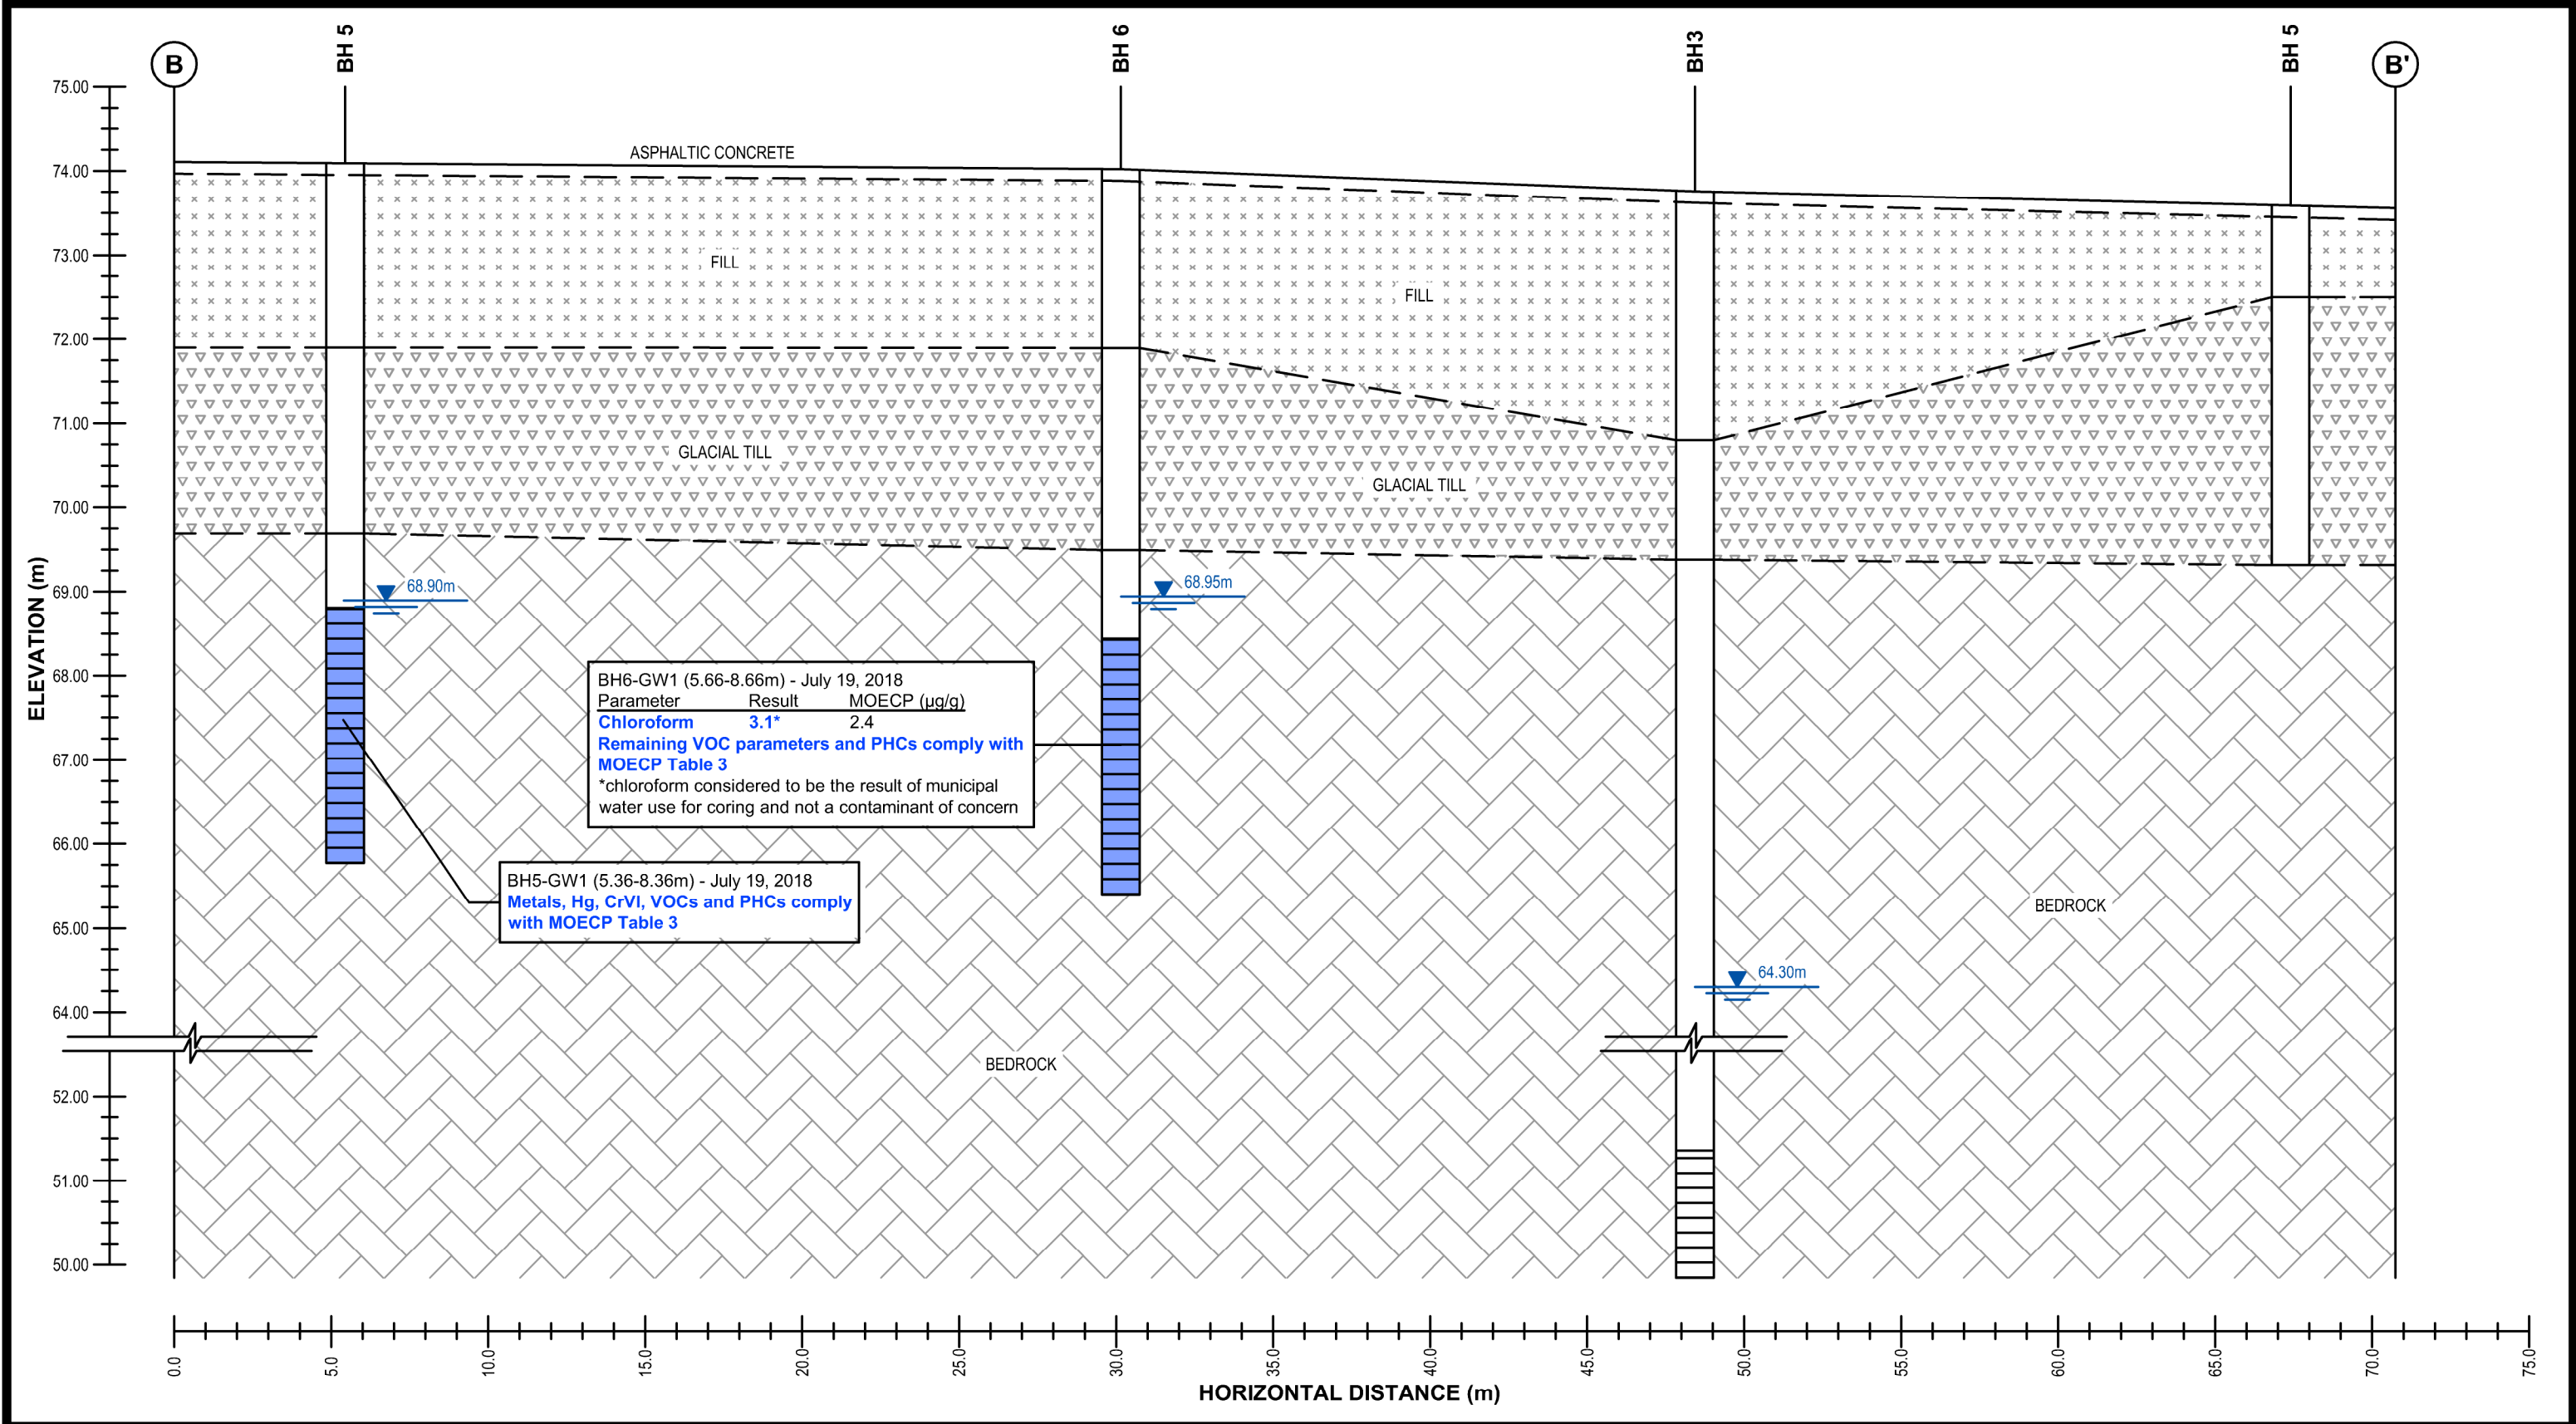 BH 5
BH 6
BH3
BH 5
B
B'
75.00
74.00
73.00
72.00
71.00
70.00
69.00
68.00
67.00
66.00
65.00
64.00
52.00
51.00
50.00
ELEVATION (m)
ASPHALTIC CONCRETE
FILL
FILL
GLACIAL TILL
GLACIAL TILL
68.90m
68.95m
BH6-GW1 (5.66-8.66m) - July 19, 2018
Parameter Result MOECP (µg/g)
Chloroform 3.1* 2.4
Remaining VOC parameters and PHCs comply with
MOECP Table 3
*chloroform considered to be the result of municipal
water use for coring and not a contaminant of concern
BH5-GW1 (5.36-8.36m) - July 19, 2018
Metals, Hg, CrVI, VOCs and PHCs comply
with MOECP Table 3
BEDROCK
64.30m
BEDROCK
0.0
5.0
10.0
15.0
20.0
25.0
30.0
35.0
40.0
45.0
50.0
55.0
60.0
65.0
70.0
75.0
HORIZONTAL DISTANCE (m)